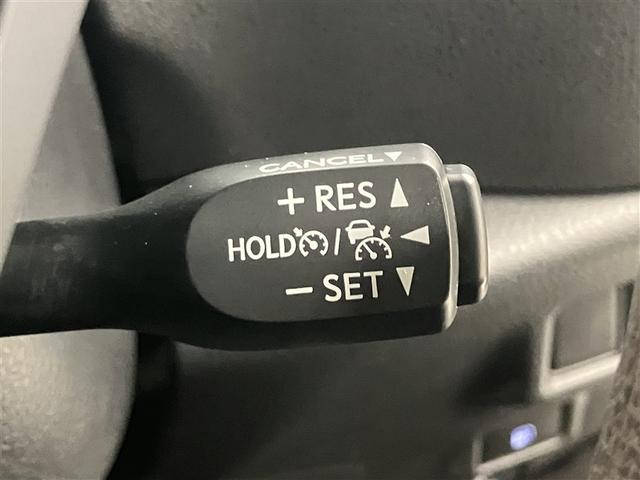 CANCEL▼
+ RES ▲
HOLD / ◀
− SET ▼